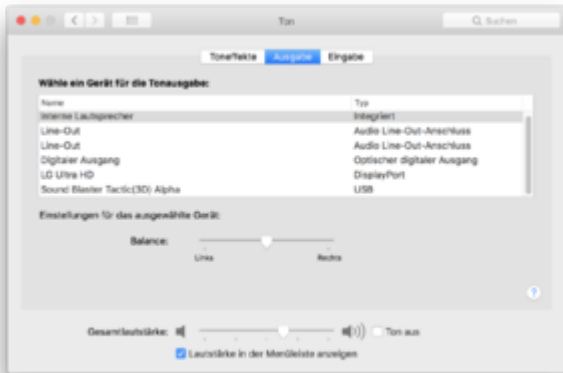 Ton
Suchen
Toneffekte Ausgabe Eingabe
Wähle ein Gerät für die Tonausgabe:
Name Typ
Interne Lautsprecher Integriert
Line-Out Audio Line-Out-Anschluss
Line-Out Audio Line-Out-Anschluss
Digitaler Ausgang Optischer digitaler Ausgang
LG Ultra HD DisplayPort
Sound Blaster Tactic(3D) Alpha USB
Einstellungen für das ausgewählte Gerät:
Balance:
Links Rechts
?
Gesamtlautstärke: Ton aus
Lautstärke in der Menüleiste anzeigen